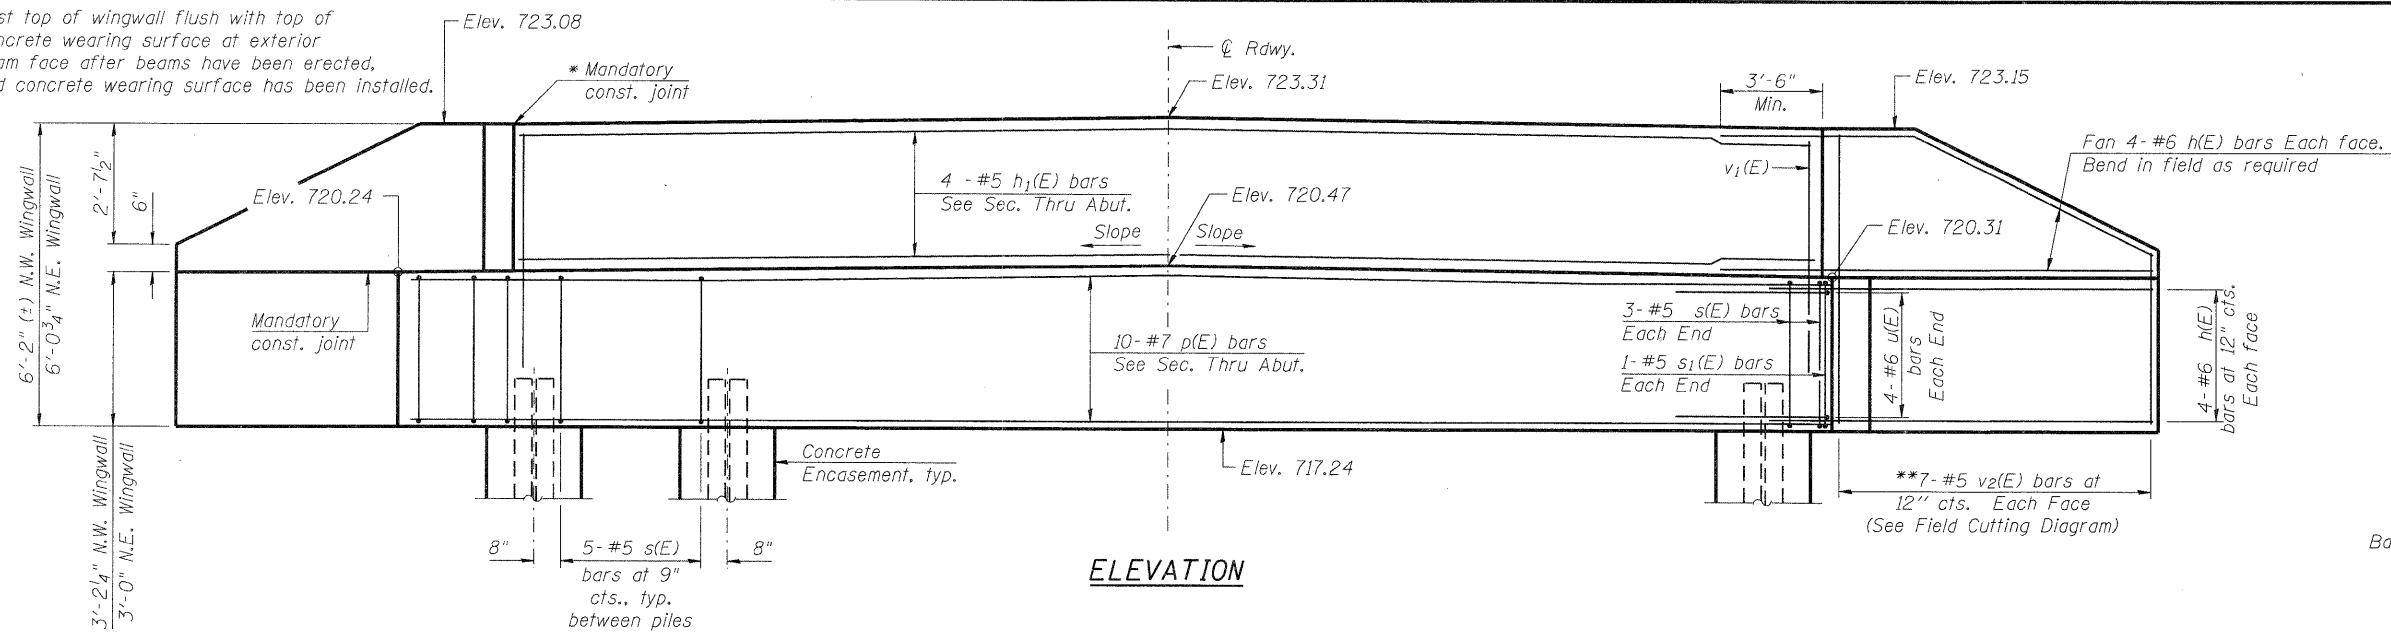 top of wingwall flush with top of
wearing surface at exterior
face after beams have been erected,
concrete wearing surface has been installed.
Elev. 723.08
* Mandatory
const. joint
℄ Rdwy.
Elev. 723.31
3'-6"
Min.
Elev. 723.15
Fan 4-#6 h(E) bars Each face.
Bend in field as required
6'-2" (±) N.W. Wingwall
6'-0¾" N.E. Wingwall
2'-7½"
6"
Elev. 720.24
4 -#5 h₁(E) bars
See Sec. Thru Abut.
Elev. 720.47
Slope
Slope
v₁(E)
Elev. 720.31
Mandatory
const. joint
10-#7 p(E) bars
See Sec. Thru Abut.
3-#5 s(E) bars
Each End
1-#5 s₁(E) bars
Each End
4-#6 u(E)
bars
Each End
4-#6 h(E)
bars at 12" cts.
Each face
3'-2¼" N.W. Wingwall
3'-0" N.E. Wingwall
Concrete
Encasement, typ.
Elev. 717.24
**7-#5 v₂(E) bars at
12" cts. Each Face
(See Field Cutting Diagram)
8"
5-#5 s(E)
bars at 9"
cts., typ.
between piles
8"
ELEVATION